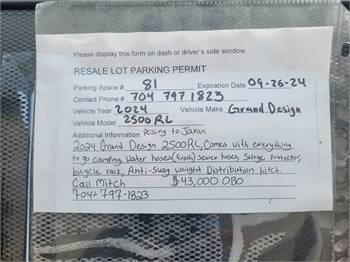 Please display this form on dash or driver's side window.
RESALE LOT PARKING PERMIT
Parking Space # 81 Expiration Date 09-26-24
Contact Phone # 704 797 1823
Vehicle Year 2024 Vehicle Make Grand Design
Vehicle Model 2500 RL
Additional Information PCSing to Japan
2024 Grand Design 2500RL, Comes with everything
to go camping, Water hoses (fresh) Sewer hoses, Surge Protector,
bicycle rack, Anti-Sway weight Distribution hitch.
Call Mitch $43,000 OBO
704-797-1823